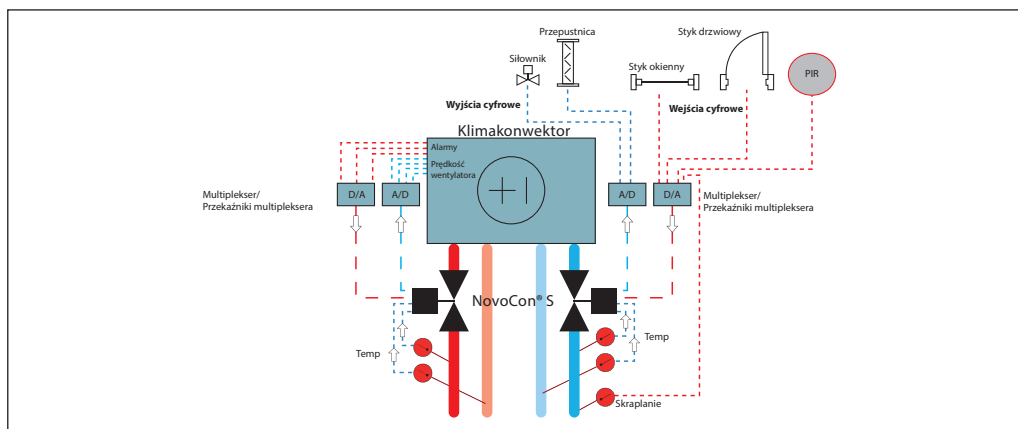 Przepustnica
Styk drzwiowy
Siłownik
Styk okienny
PIR
Wyjścia cyfrowe
Wejścia cyfrowe
Klimakonwektor
Alarmy
Prędkość
wentylatora
Multiplekser/
Przekaźniki multipleksera
D/A
A/D
A/D
D/A
Multiplekser/
Przekaźniki multipleksera
NovoCon® S
Temp
Temp
Skraplanie